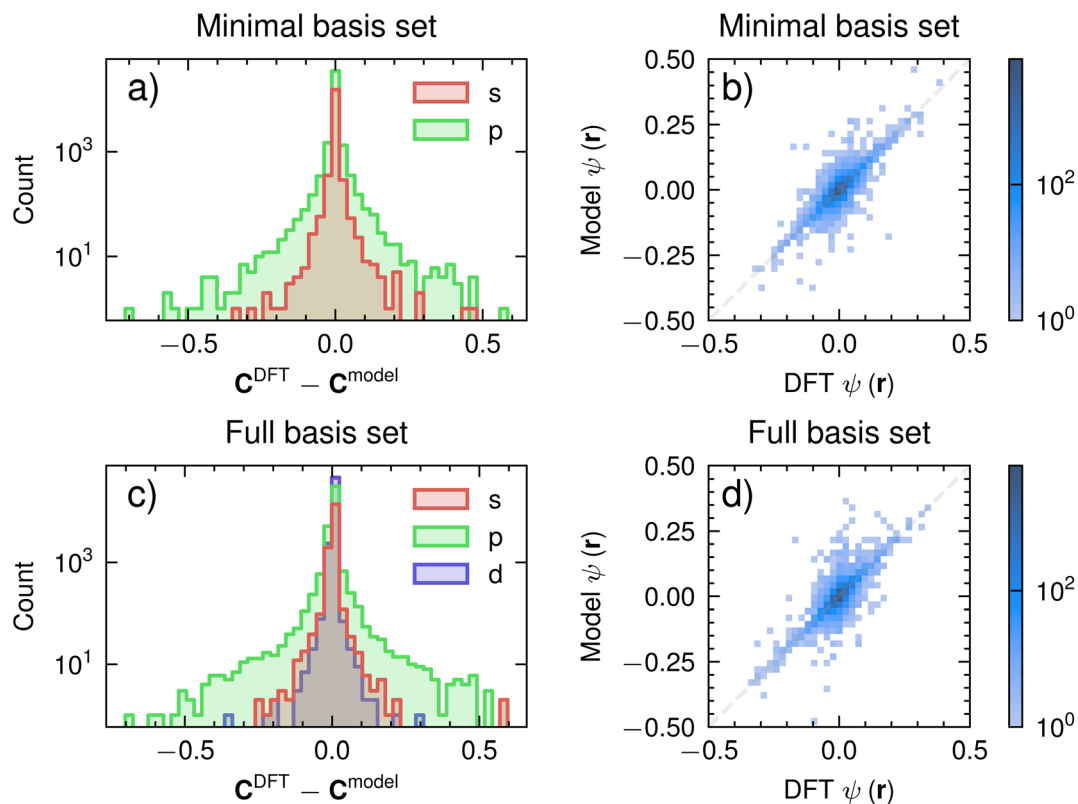 Minimal basis set
a)
s
p
10³
10¹
Count
−0.5 0.0 0.5
C^DFT − C^model
Minimal basis set
b)
0.50
0.25
0.00
−0.25
−0.50
Model ψ (r)
−0.5 0.0 0.5
DFT ψ (r)
10²
10⁰
Full basis set
c)
s
p
d
10³
10¹
Count
−0.5 0.0 0.5
C^DFT − C^model
Full basis set
d)
0.50
0.25
0.00
−0.25
−0.50
Model ψ (r)
−0.5 0.0 0.5
DFT ψ (r)
10²
10⁰